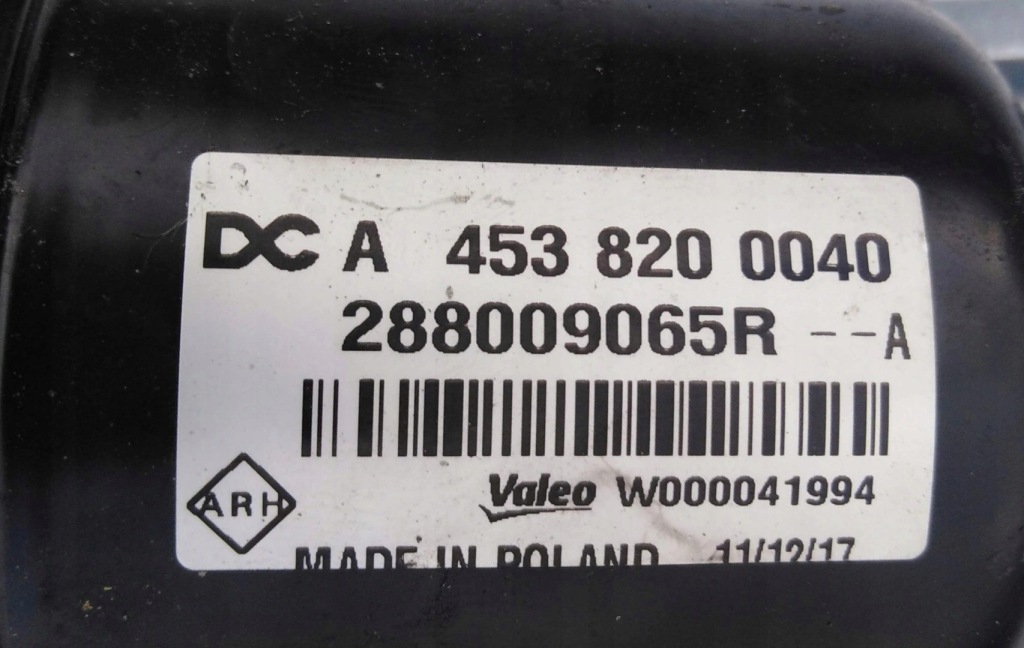 DC A 453 820 0040
288009065R --A
Valeo W000041994
ARH
MADE IN POLAND 11/12/17